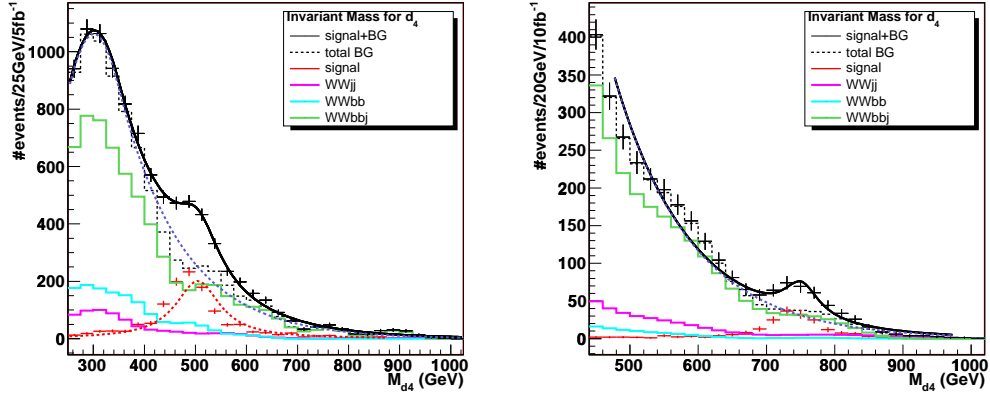 #events/25GeV/5fb⁻¹
1000
800
600
400
200
0
Invariant Mass for d₄
signal+BG
total BG
signal
WWjj
WWbb
WWbbj
300 400 500 600 700 800 900 1000
M_d4 (GeV)
#events/20GeV/10fb⁻¹
400
350
300
250
200
150
100
50
0
Invariant Mass for d₄
signal+BG
total BG
signal
WWjj
WWbb
WWbbj
500 600 700 800 900 1000
M_d4 (GeV)